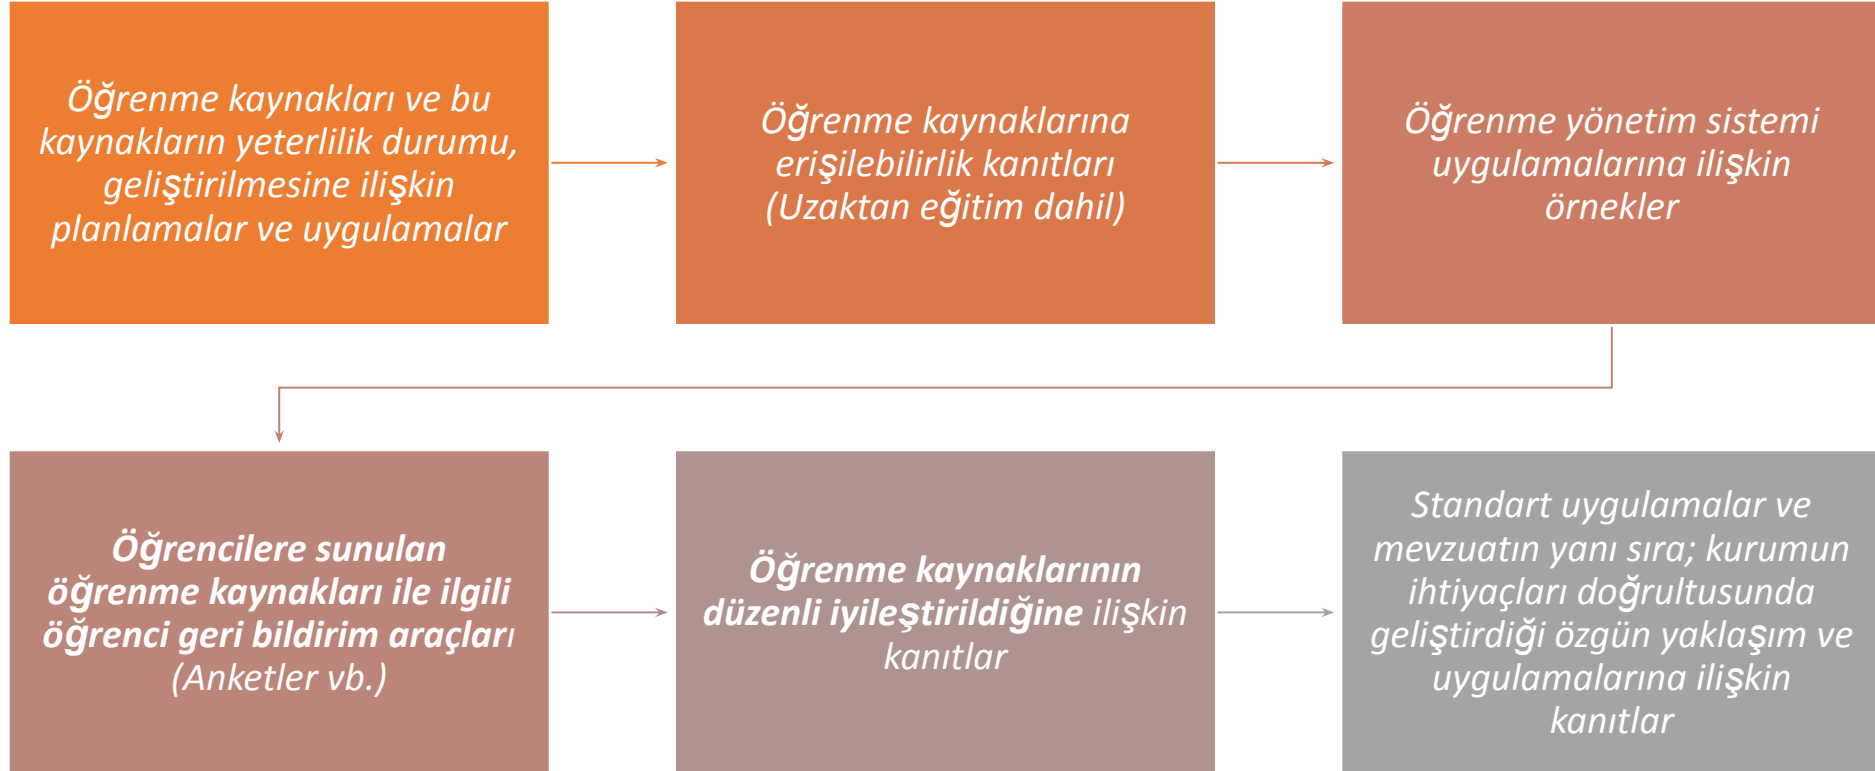 Öğrenme kaynakları ve bu
kaynakların yeterlilik durumu,
geliştirilmesine ilişkin
planlamalar ve uygulamalar
Öğrenme kaynaklarına
erişilebilirlik kanıtları
(Uzaktan eğitim dahil)
Öğrenme yönetim sistemi
uygulamalarına ilişkin
örnekler
Öğrencilere sunulan
öğrenme kaynakları ile ilgili
öğrenci geri bildirim araçları
(Anketler vb.)
Öğrenme kaynaklarının
düzenli iyileştirildiğine ilişkin
kanıtlar
Standart uygulamalar ve
mevzuatın yanı sıra; kurumun
ihtiyaçları doğrultusunda
geliştirdiği özgün yaklaşım ve
uygulamalarına ilişkin
kanıtlar